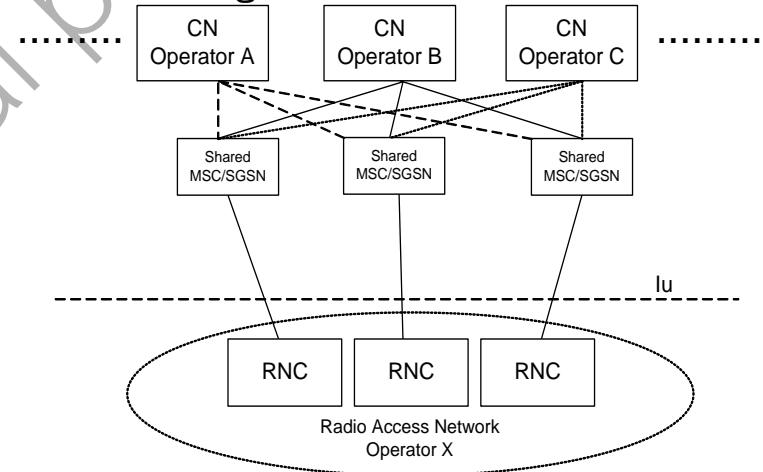 CN
Operator A
CN
Operator B
CN
Operator C
Shared
MSC/SGSN
Shared
MSC/SGSN
Shared
MSC/SGSN
Iu
RNC
RNC
RNC
Radio Access Network
Operator X